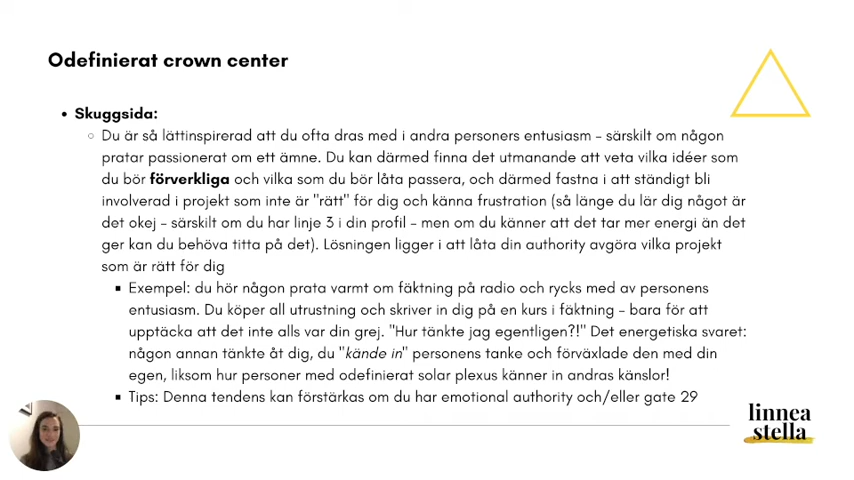 Odefinierat crown center
• Skuggsida:
○ Du är så lättinspirerad att du ofta dras med i andra personers entusiasm – särskilt om någon
pratar passionerat om ett ämne. Du kan därmed finna det utmanande att veta vilka idéer som
du bör förverkliga och vilka som du bör låta passera, och därmed fastna i att ständigt bli
involverad i projekt som inte är "rätt" för dig och känna frustration (så länge du lär dig något är
det okej – särskilt om du har linje 3 i din profil – men om du känner att det tar mer energi än det
ger kan du behöva titta på det). Lösningen ligger i att låta din authority avgöra vilka projekt
som är rätt för dig
▪ Exempel: du hör någon prata varmt om fäktning på radio och rycks med av personens
entusiasm. Du köper all utrustning och skriver in dig på en kurs i fäktning – bara för att
upptäcka att det inte alls var din grej. "Hur tänkte jag egentligen?!" Det energetiska svaret:
någon annan tänkte åt dig, du "kände in" personens tanke och förväxlade den med din
egen, liksom hur personer med odefinierat solar plexus känner in andras känslor!
▪ Tips: Denna tendens kan förstärkas om du har emotional authority och/eller gate 29
linnea
stella